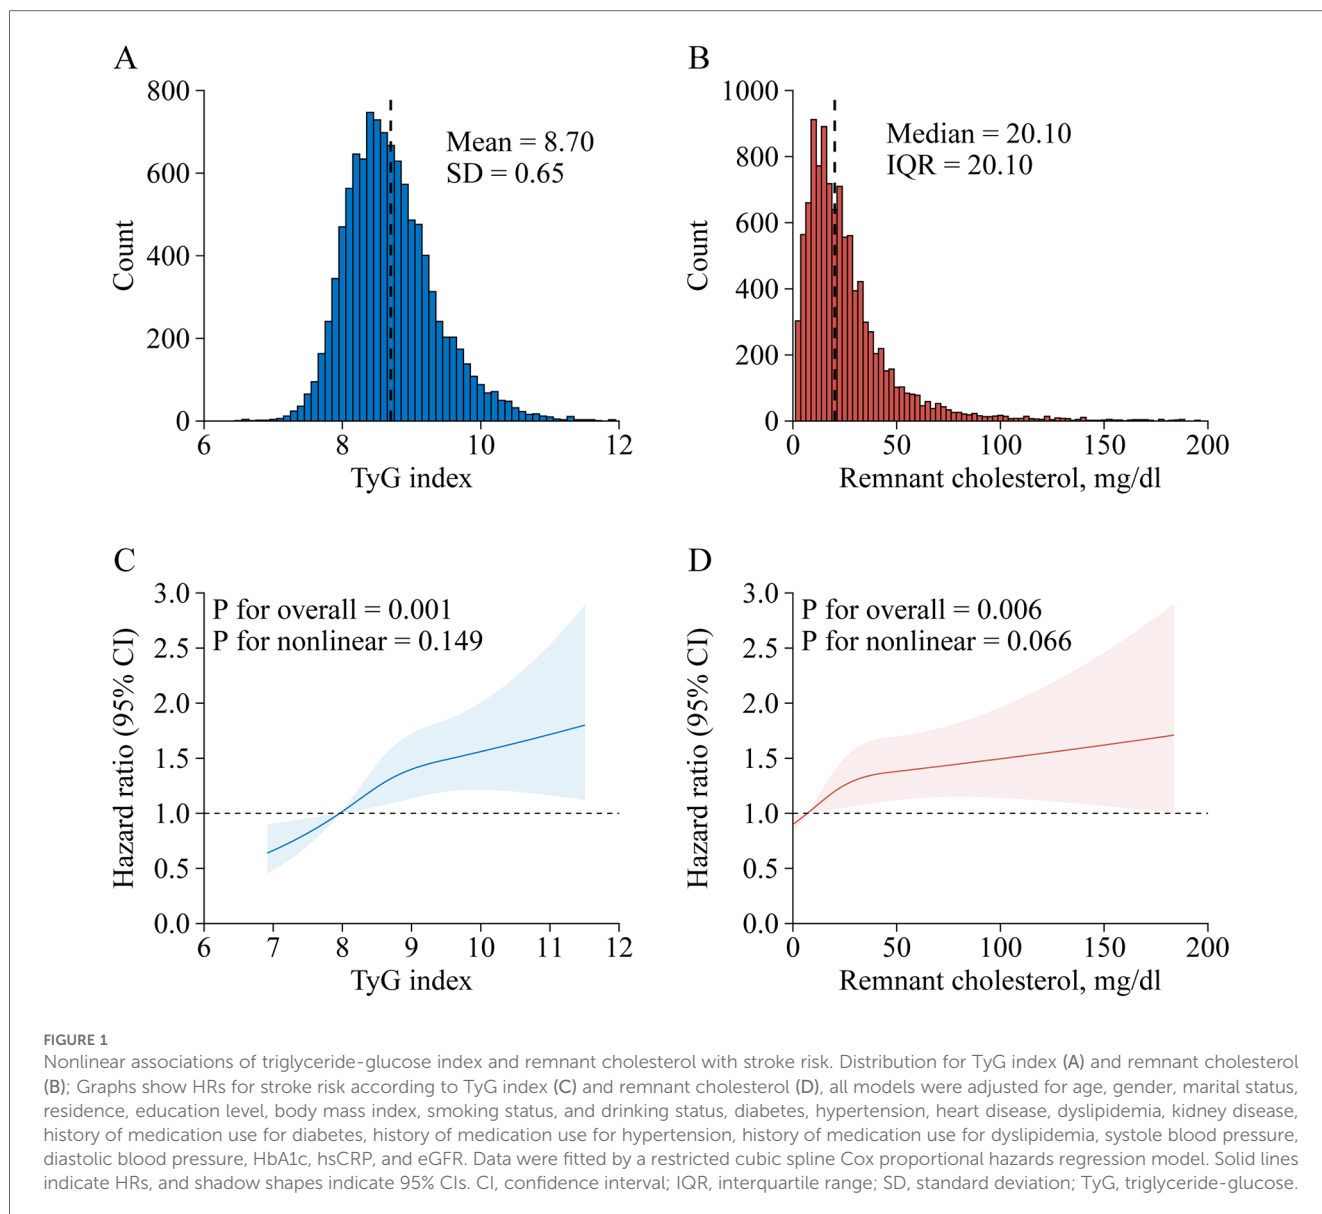 A
800
600
400
200
0
Count
Mean = 8.70
SD = 0.65
6
8
10
12
TyG index
B
1000
800
600
400
200
0
Count
Median = 20.10
IQR = 20.10
0
50
100
150
200
Remnant cholesterol, mg/dl
C
3.0
2.5
2.0
1.5
1.0
0.5
0.0
Hazard ratio (95% CI)
P for overall = 0.001
P for nonlinear = 0.149
6
7
8
9
10
11
12
TyG index
D
3.0
2.5
2.0
1.5
1.0
0.5
0.0
Hazard ratio (95% CI)
P for overall = 0.006
P for nonlinear = 0.066
0
50
100
150
200
Remnant cholesterol, mg/dl
FIGURE 1
Nonlinear associations of triglyceride-glucose index and remnant cholesterol with stroke risk. Distribution for TyG index (A) and remnant cholesterol
(B); Graphs show HRs for stroke risk according to TyG index (C) and remnant cholesterol (D), all models were adjusted for age, gender, marital status,
residence, education level, body mass index, smoking status, and drinking status, diabetes, hypertension, heart disease, dyslipidemia, kidney disease,
history of medication use for diabetes, history of medication use for hypertension, history of medication use for dyslipidemia, systole blood pressure,
diastolic blood pressure, HbA1c, hsCRP, and eGFR. Data were fitted by a restricted cubic spline Cox proportional hazards regression model. Solid lines
indicate HRs, and shadow shapes indicate 95% CIs. CI, confidence interval; IQR, interquartile range; SD, standard deviation; TyG, triglyceride-glucose.